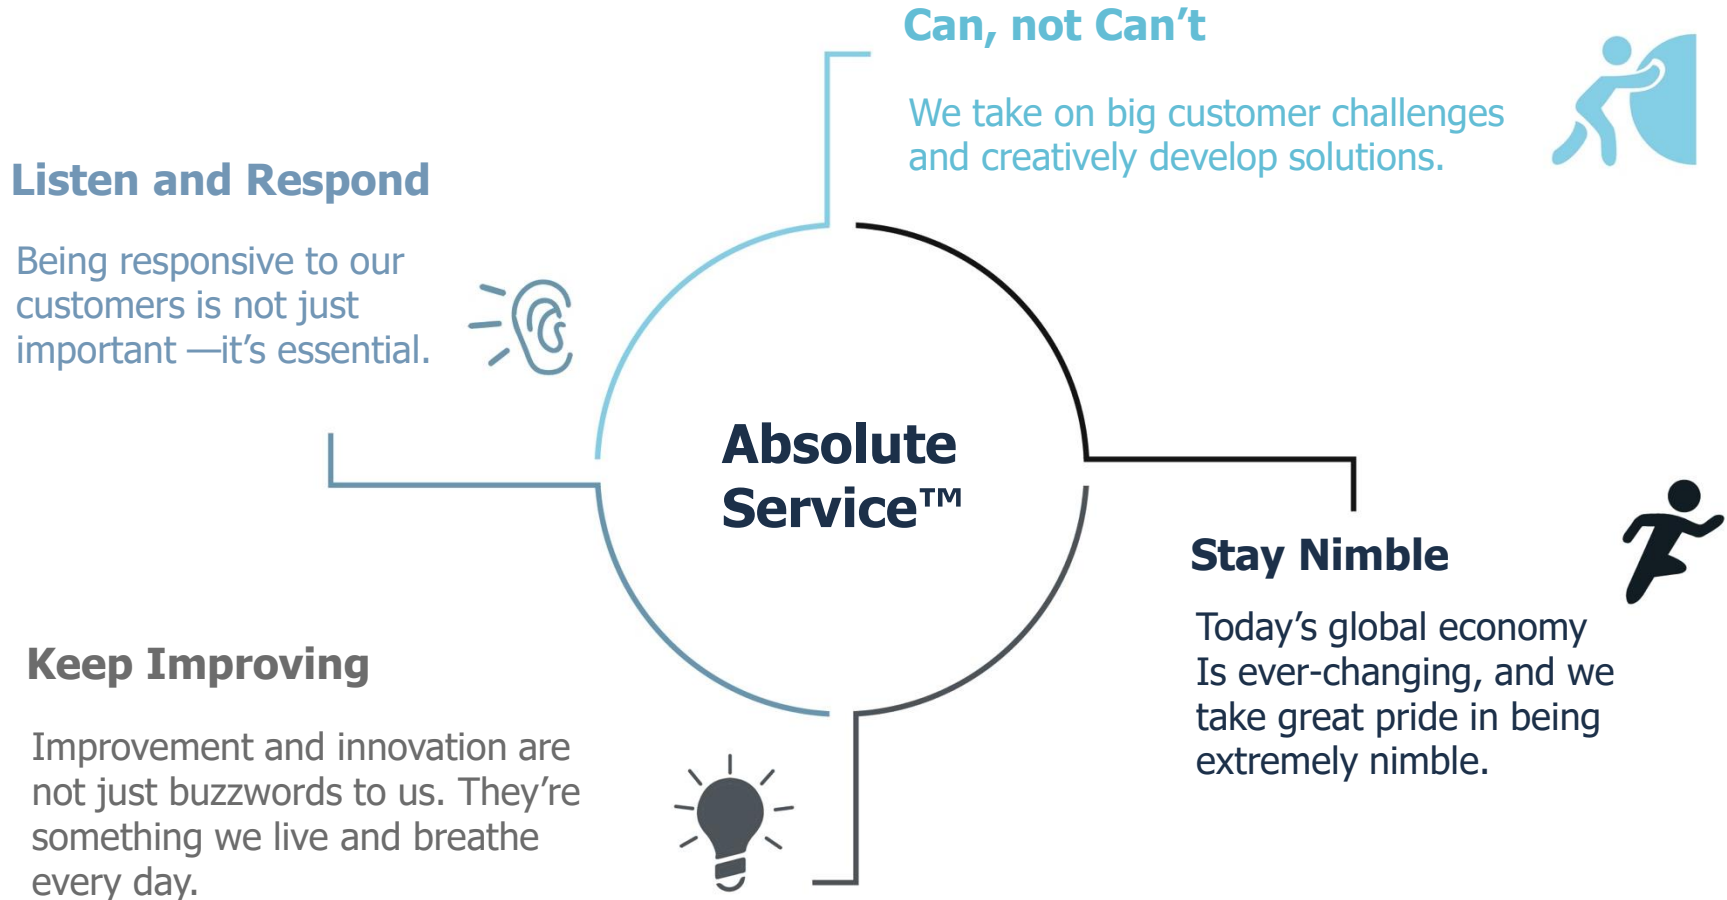 Can, not Can’t
We take on big customer challenges
and creatively develop solutions.
Listen and Respond
Being responsive to our
customers is not just
important —it’s essential.
Absolute
Service™
Stay Nimble
Today’s global economy
Is ever-changing, and we
take great pride in being
extremely nimble.
Keep Improving
Improvement and innovation are
not just buzzwords to us. They’re
something we live and breathe
every day.